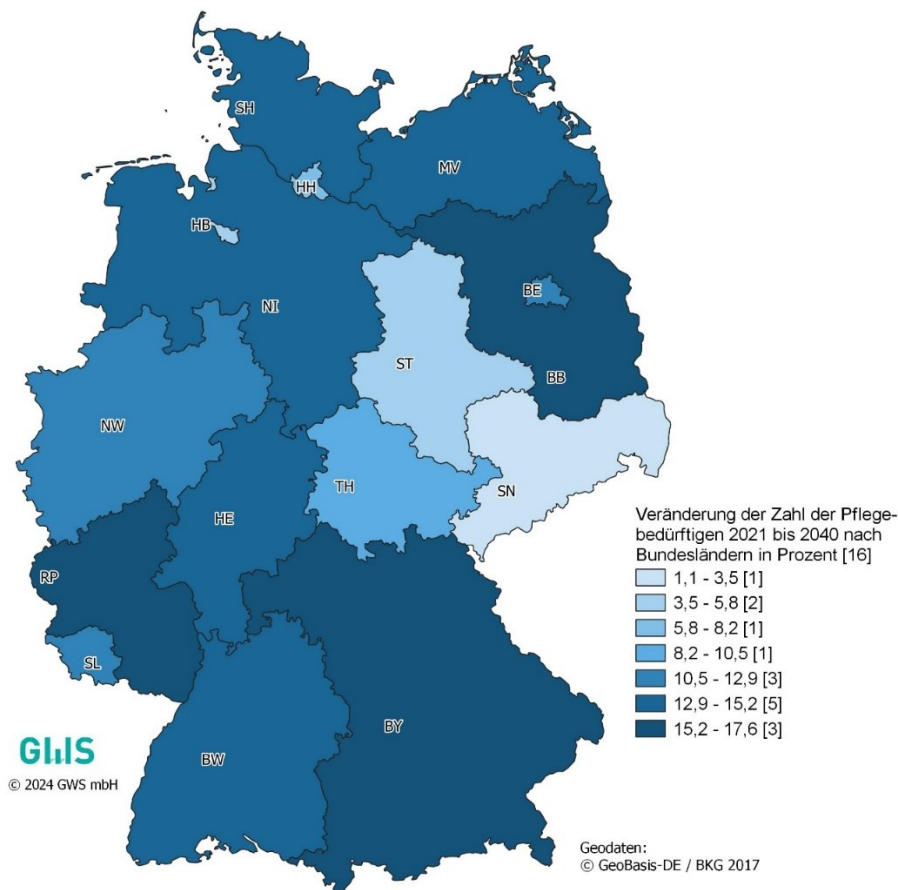 SH
HH
MV
HB
NI
BE
ST
BB
NW
TH
SN
HE
RP
SL
BW
BY
Veränderung der Zahl der Pflege-
bedürftigen 2021 bis 2040 nach
Bundesländern in Prozent [16]
1,1 - 3,5 [1]
3,5 - 5,8 [2]
5,8 - 8,2 [1]
8,2 - 10,5 [1]
10,5 - 12,9 [3]
12,9 - 15,2 [5]
15,2 - 17,6 [3]
GWS
© 2024 GWS mbH
Geodaten:
© GeoBasis-DE / BKG 2017